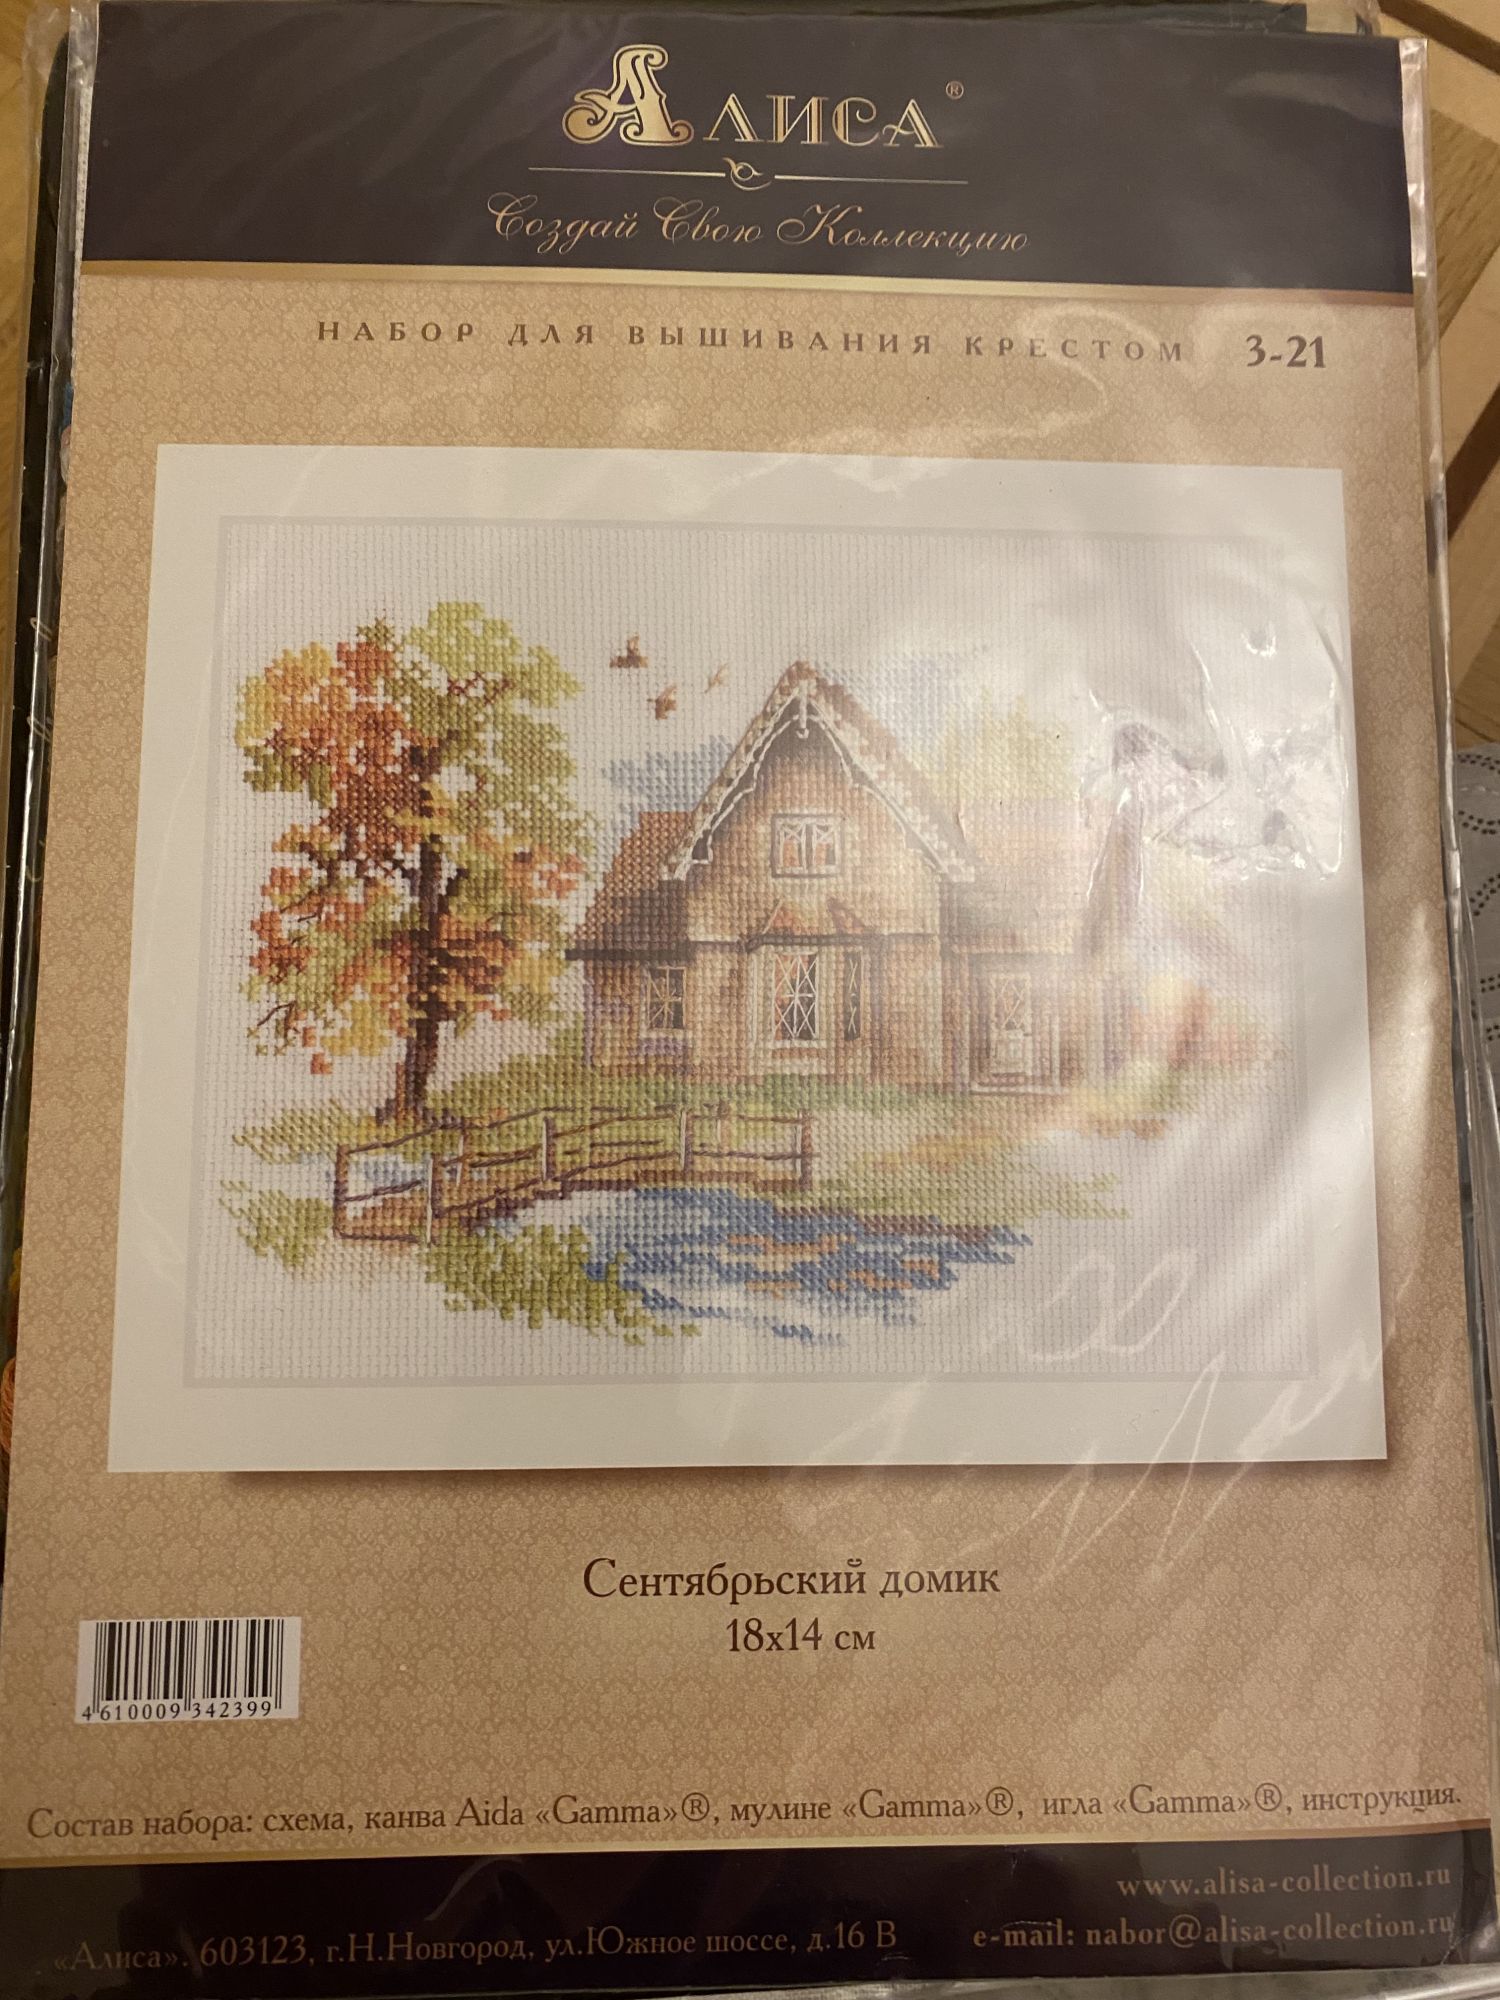 Алиса®
Создай Свою Коллекцию
НАБОР ДЛЯ ВЫШИВАНИЯ КРЕСТОМ 3-21
Сентябрьский домик
18x14 см
4 610009 342399
Состав набора: схема, канва Aida «Gamma»®, мулине «Gamma»®, игла «Gamma»®, инструкция.
www.alisa-collection.ru
«Алиса». 603123, г.Н.Новгород, ул.Южное шоссе, д.16 В e-mail: nabor@alisa-collection.ru